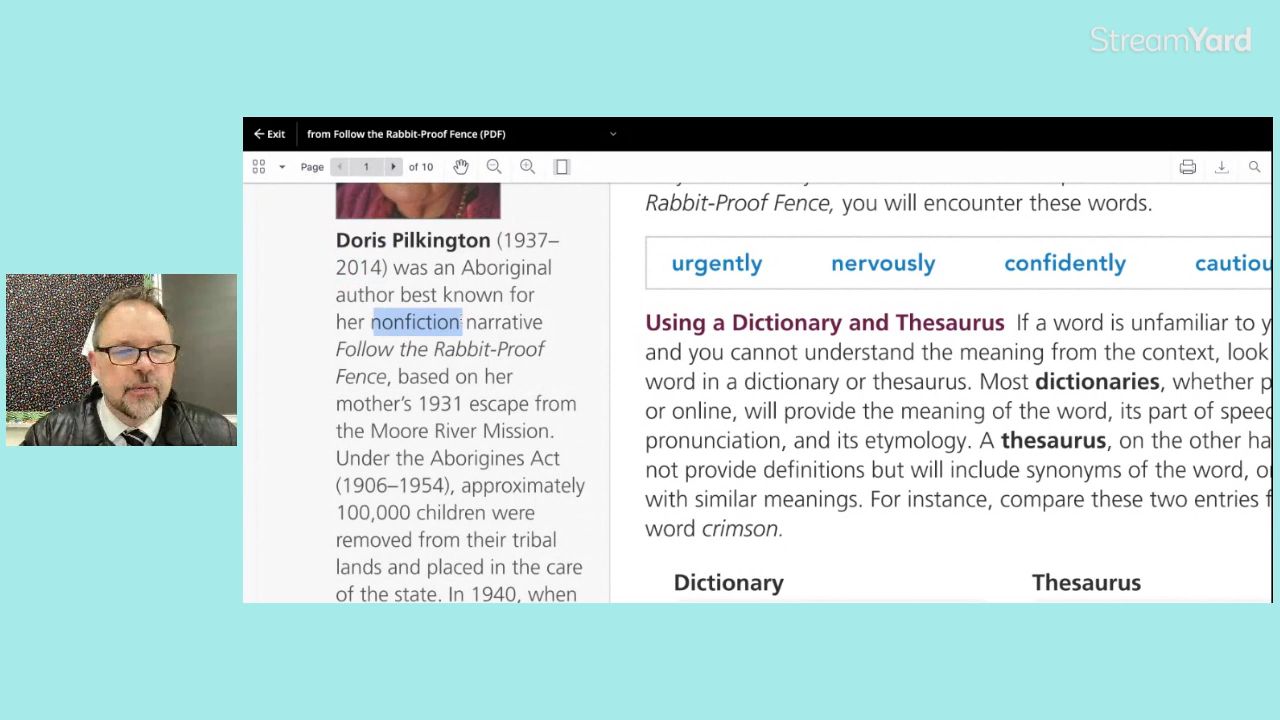 StreamYard
Exit
from Follow the Rabbit-Proof Fence (PDF)
Page 1 of 10
Doris Pilkington (1937–
2014) was an Aboriginal
author best known for
her nonfiction narrative
Follow the Rabbit-Proof
Fence, based on her
mother's 1931 escape from
the Moore River Mission.
Under the Aborigines Act
(1906–1954), approximately
100,000 children were
removed from their tribal
lands and placed in the care
of the state. In 1940, when
Rabbit-Proof Fence, you will encounter these words.
urgently nervously confidently cautiou
Using a Dictionary and Thesaurus If a word is unfamiliar to y
and you cannot understand the meaning from the context, look
word in a dictionary or thesaurus. Most dictionaries, whether p
or online, will provide the meaning of the word, its part of speec
pronunciation, and its etymology. A thesaurus, on the other ha
not provide definitions but will include synonyms of the word, o
with similar meanings. For instance, compare these two entries f
word crimson.
Dictionary Thesaurus